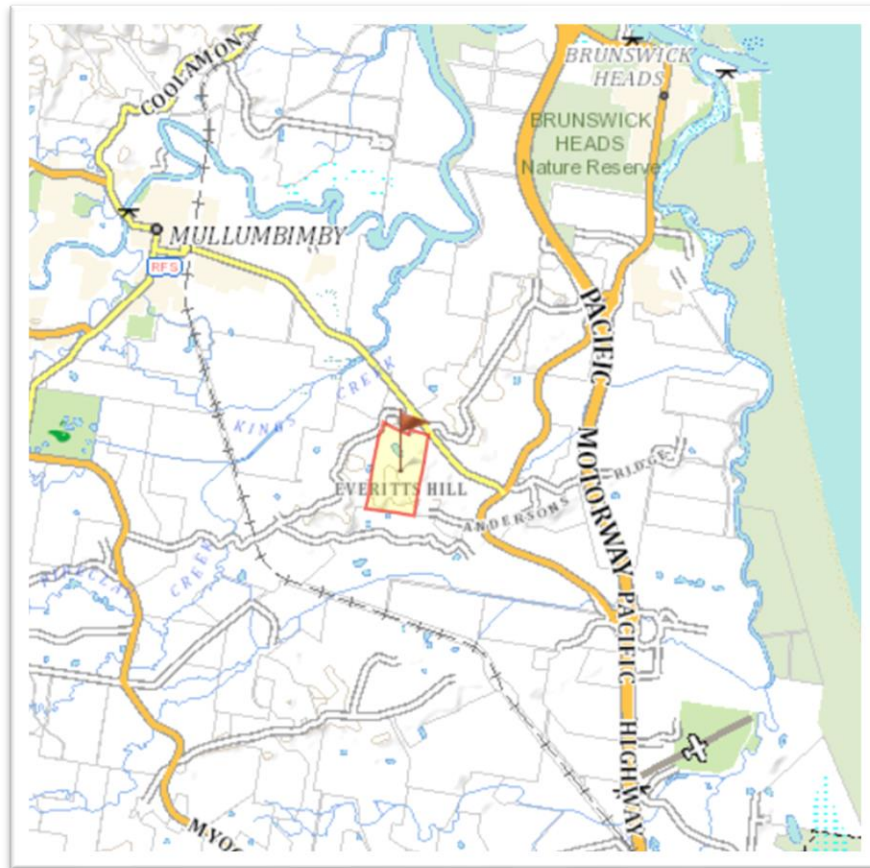 COOLAMON
BRUNSWICK
HEADS
BRUNSWICK
HEADS
Nature Reserve
MULLUMBIMBY
RFS
PACIFIC
MOTORWAY
KINGS CREEK
EVERITTS HILL
ANDERSONS RIDGE
CREEK
PACIFIC
HIGHWAY